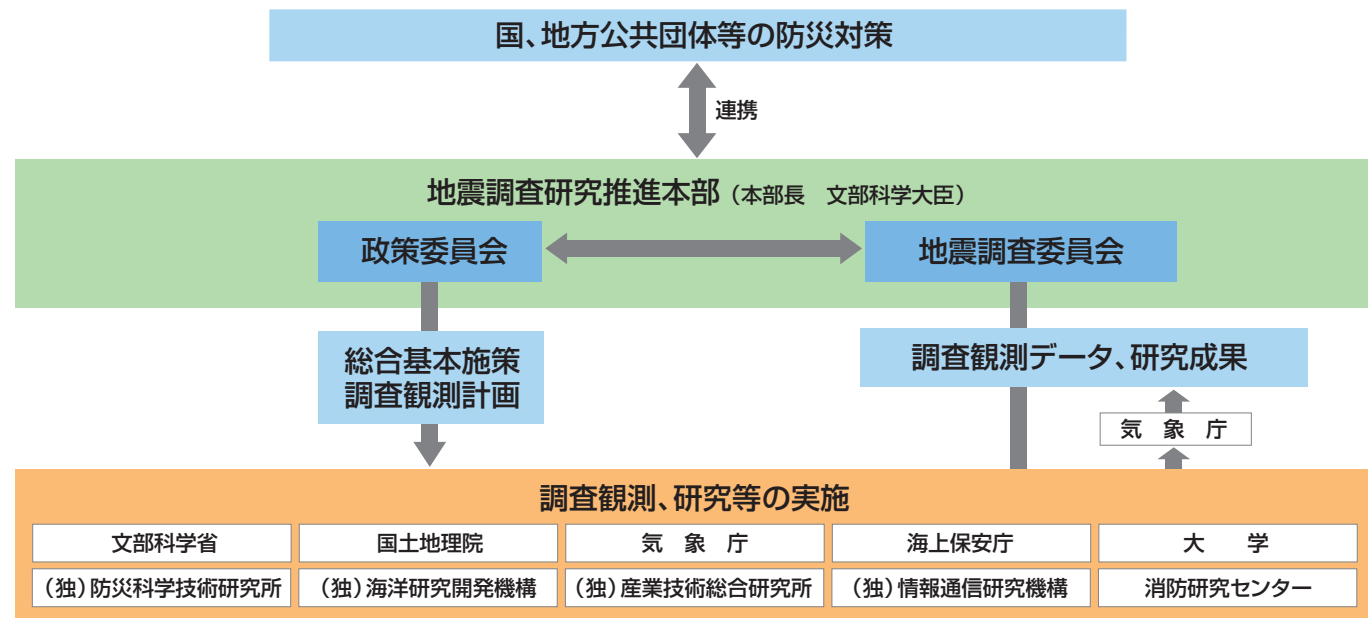 国、地方公共団体等の防災対策
連携
地震調査研究推進本部（本部長　文部科学大臣）
政策委員会
地震調査委員会
総合基本施策
調査観測計画
調査観測データ、研究成果
気　象　庁
調査観測、研究等の実施
文部科学省
国土地理院
気　象　庁
海上保安庁
大　　学
（独）防災科学技術研究所
（独）海洋研究開発機構
（独）産業技術総合研究所
（独）情報通信研究機構
消防研究センター